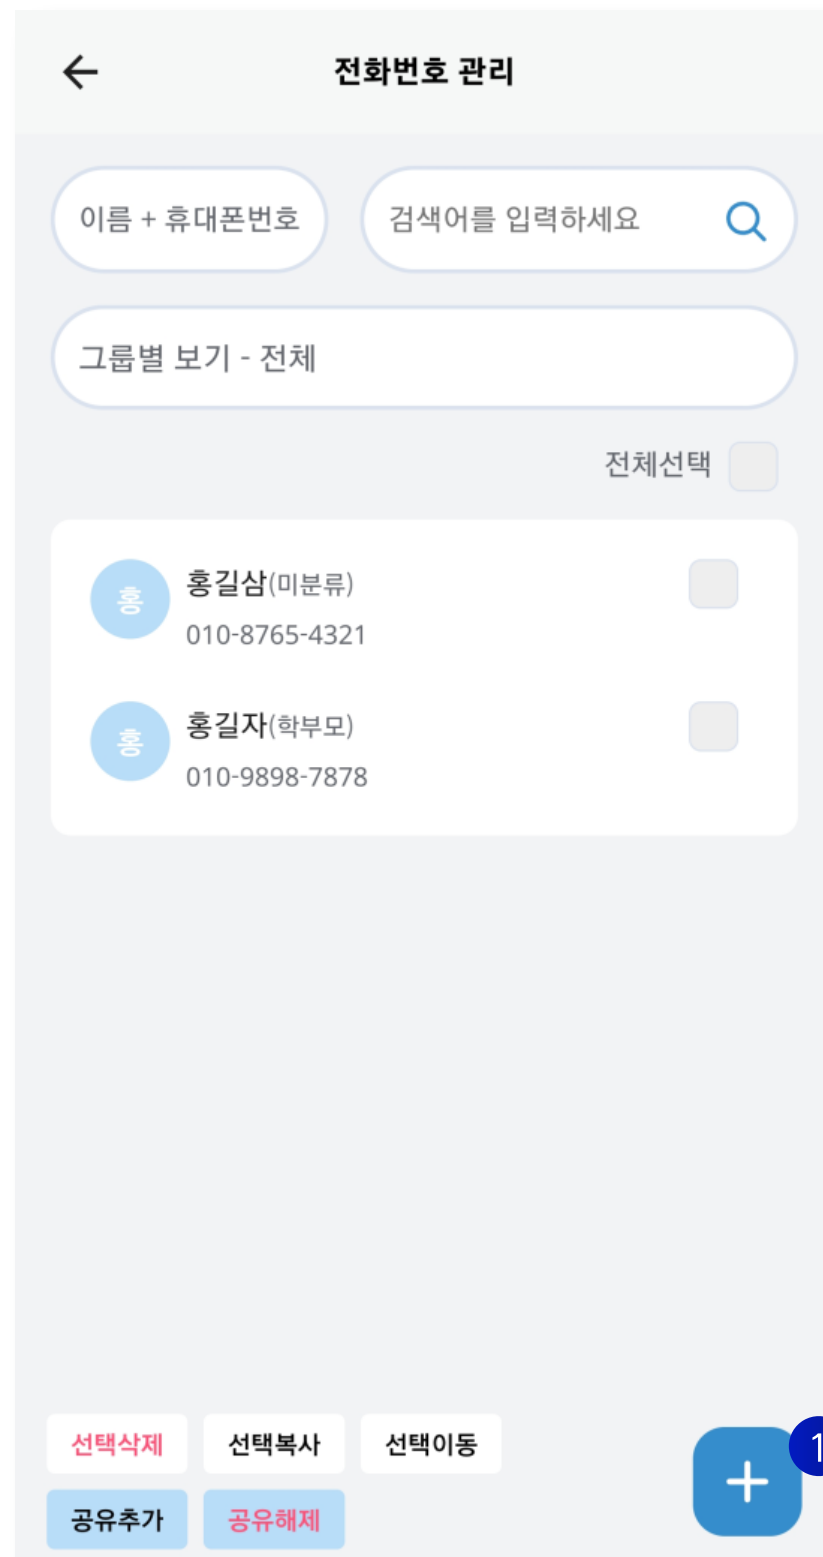 전화번호 관리
이름 + 휴대폰번호 검색어를 입력하세요
그룹별 보기 - 전체
전체선택
홍 홍길삼(미분류)
010-8765-4321
홍 홍길자(학부모)
010-9898-7878
선택삭제 선택복사 선택이동
1
공유추가 공유해제